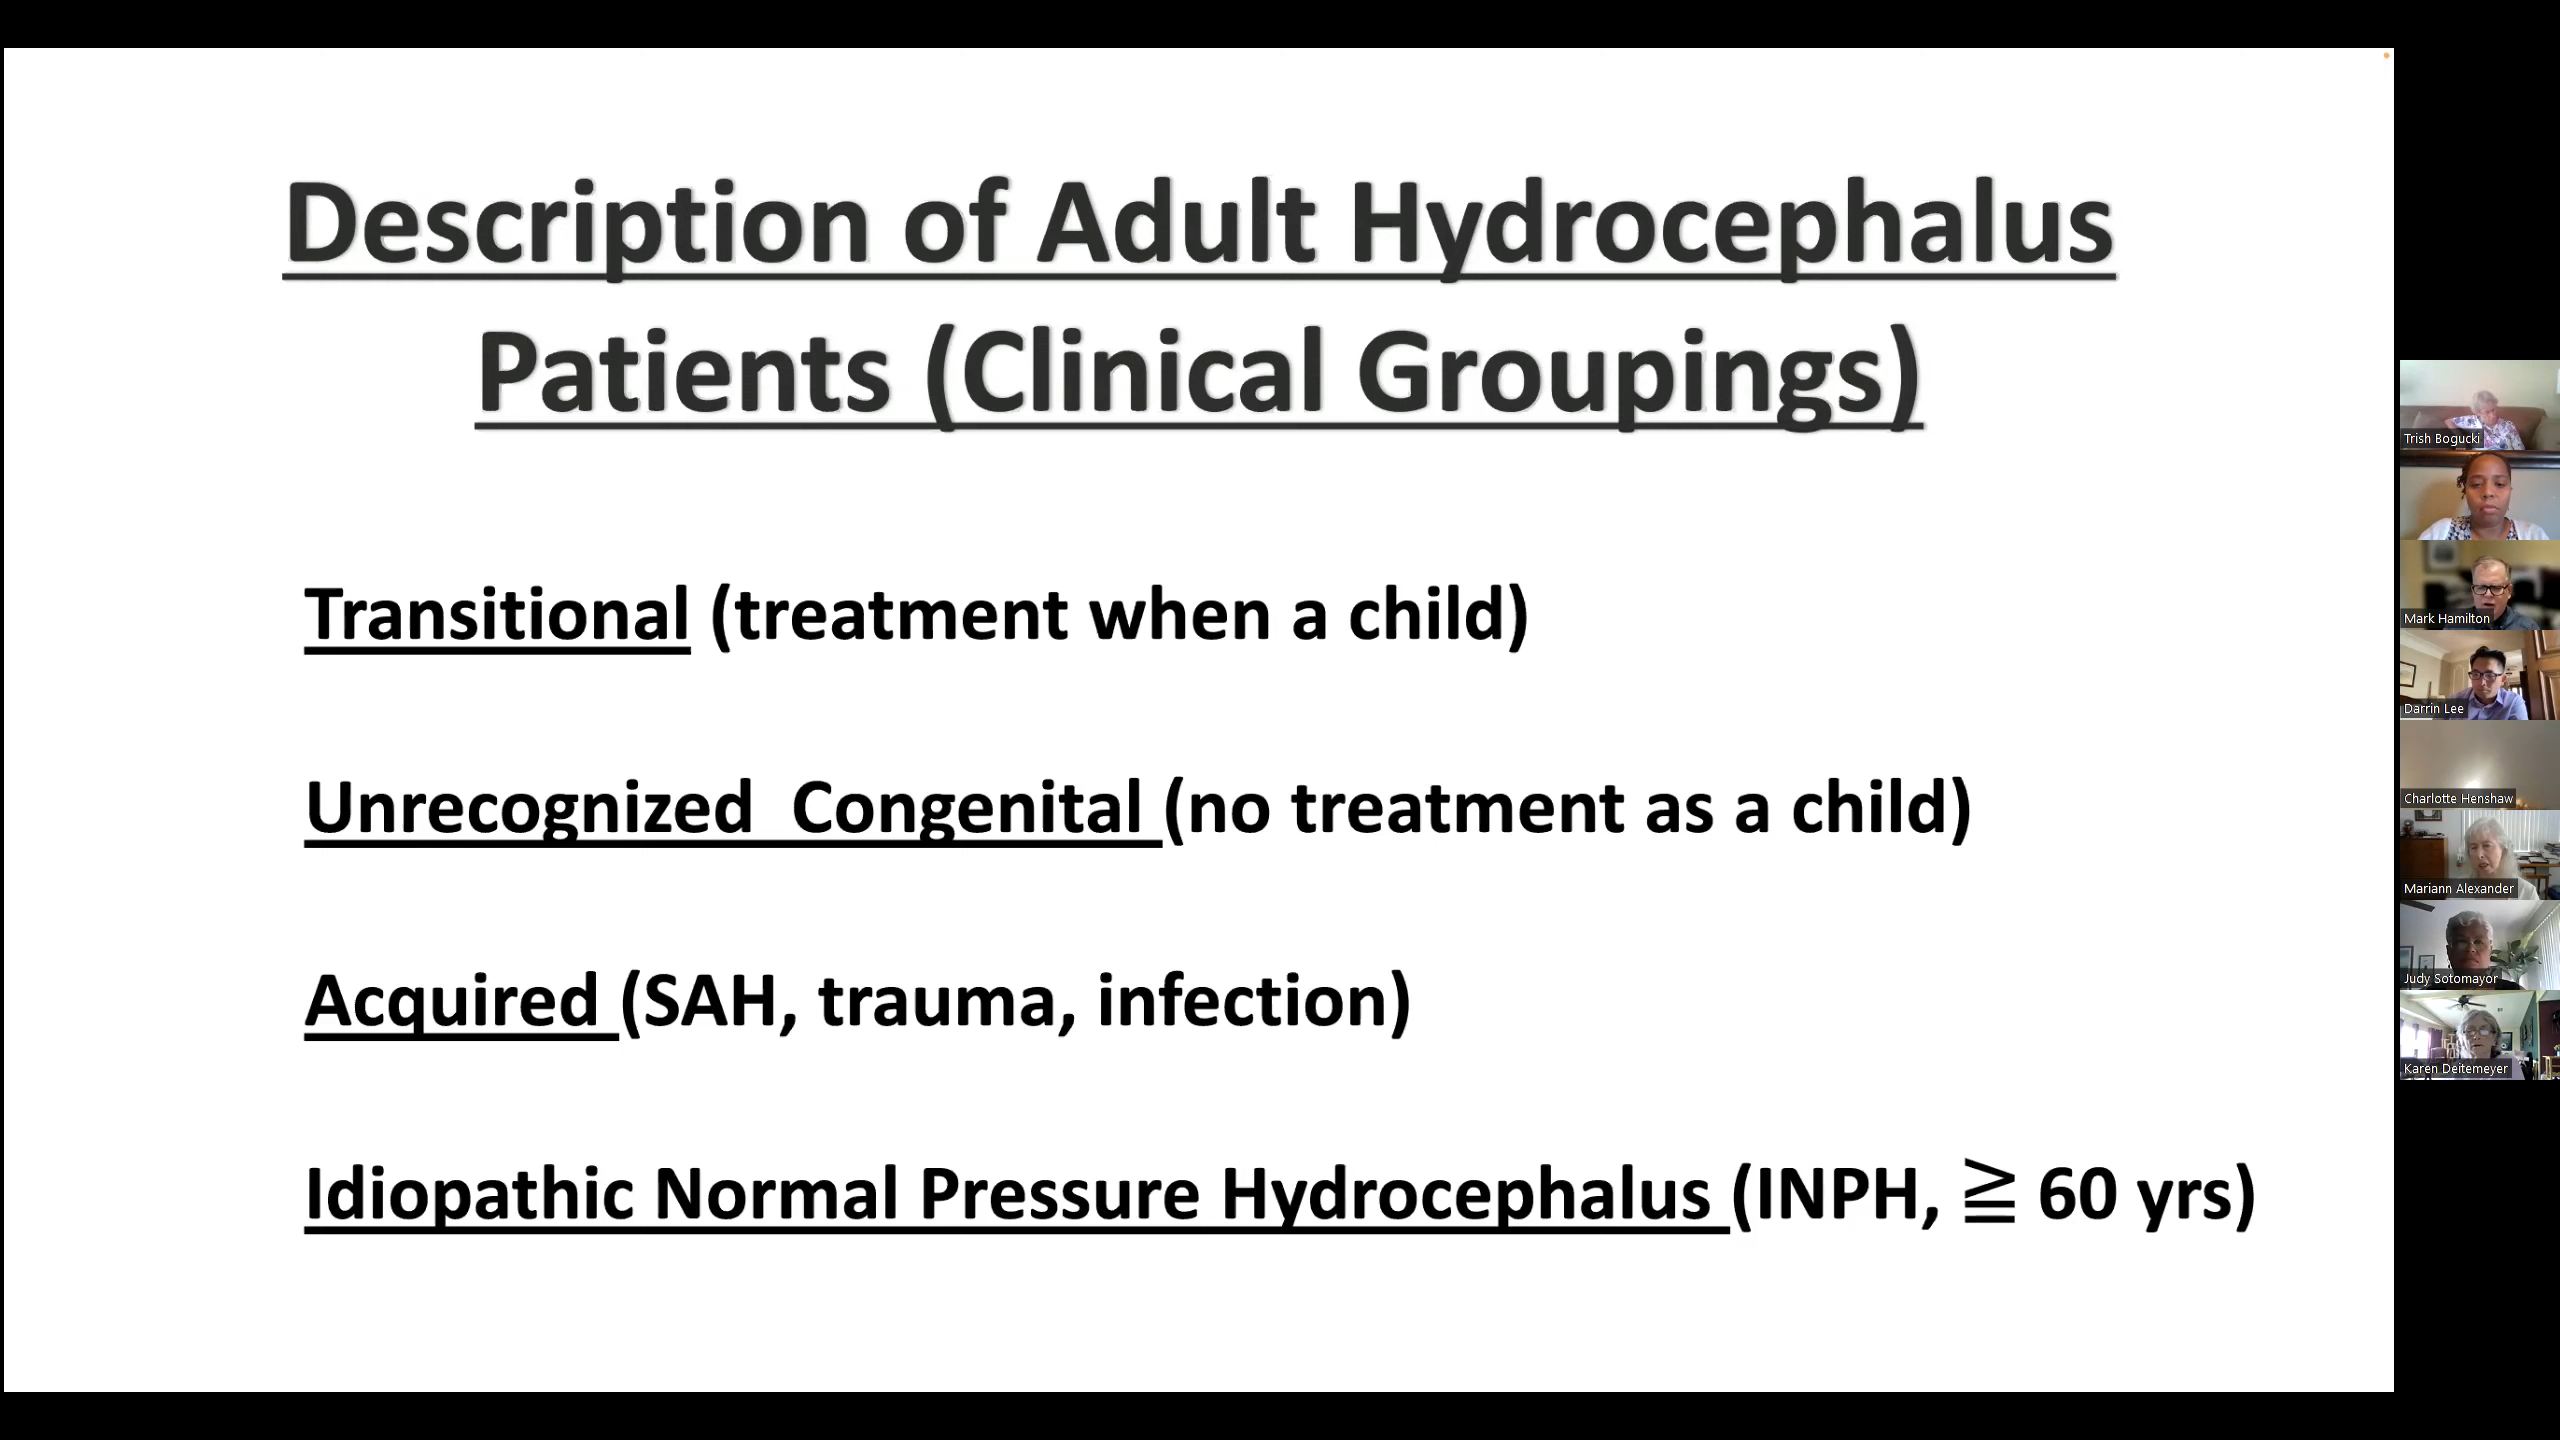 Description of Adult Hydrocephalus
Patients (Clinical Groupings)
Transitional (treatment when a child)
Unrecognized  Congenital (no treatment as a child)
Acquired (SAH, trauma, infection)
Idiopathic Normal Pressure Hydrocephalus (INPH, ≧ 60 yrs)
Trish Bogucki
Mark Hamilton
Darrin Lee
Charlotte Henshaw
Mariann Alexander
Judy Sotomayor
Karen Deitemeyer